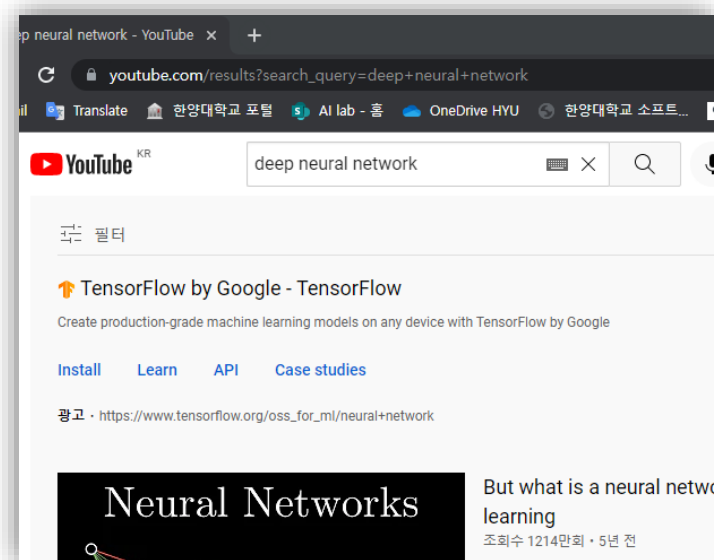 neural network - YouTube
youtube.com/results?search_query=deep+neural+network
Translate 한양대학교 포털 AI lab - 홈 OneDrive HYU 한양대학교 소프트...
YouTube KR
deep neural network
필터
TensorFlow by Google - TensorFlow
Create production-grade machine learning models on any device with TensorFlow by Google
Install Learn API Case studies
광고 · https://www.tensorflow.org/oss_for_ml/neural+network
Neural Networks
But what is a neural netwo
learning
조회수 1214만회 · 5년 전